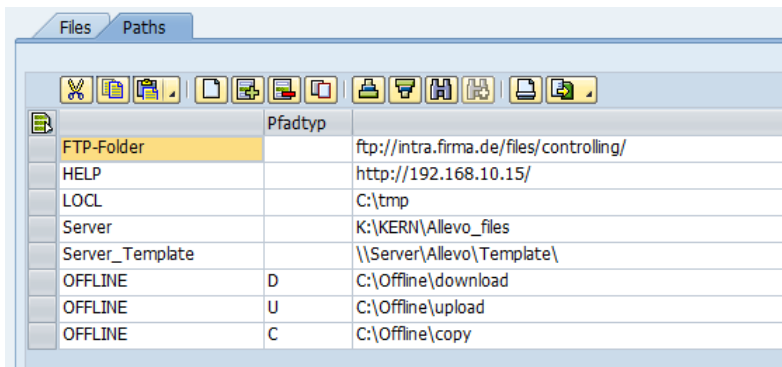 Files Paths
Pfadtyp
FTP-Folder ftp://intra.firma.de/files/controlling/
HELP http://192.168.10.15/
LOCL C:\tmp
Server K:\KERN\Allevo_files
Server_Template \\Server\Allevo\Template\
OFFLINE D C:\Offline\download
OFFLINE U C:\Offline\upload
OFFLINE C C:\Offline\copy